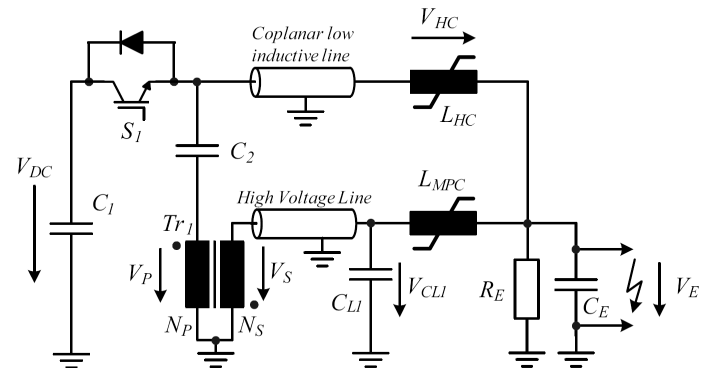 V_HC
Coplanar low
inductive line
S_1
L_HC
V_DC
C_2
L_MPC
High Voltage Line
C_1
Tr_1
V_P
V_S
C_L1
V_CL1
R_E
C_E
V_E
N_P
N_S